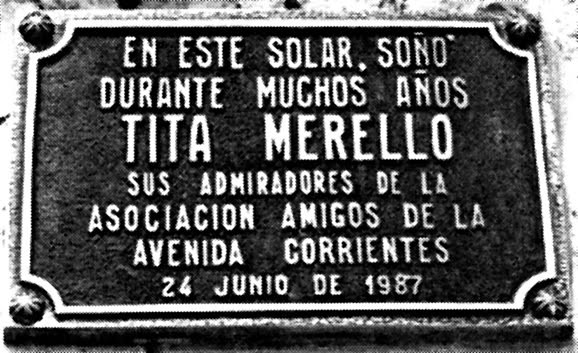 EN ESTE SOLAR, SOÑO
DURANTE MUCHOS AÑOS
TITA MERELLO
SUS ADMIRADORES DE LA
ASOCIACION AMIGOS DE LA
AVENIDA CORRIENTES
24 JUNIO DE 1987